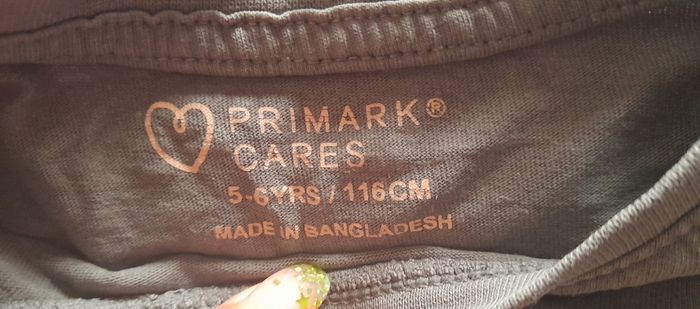 PRIMARK®
CARES
5-6YRS / 116CM
MADE IN BANGLADESH